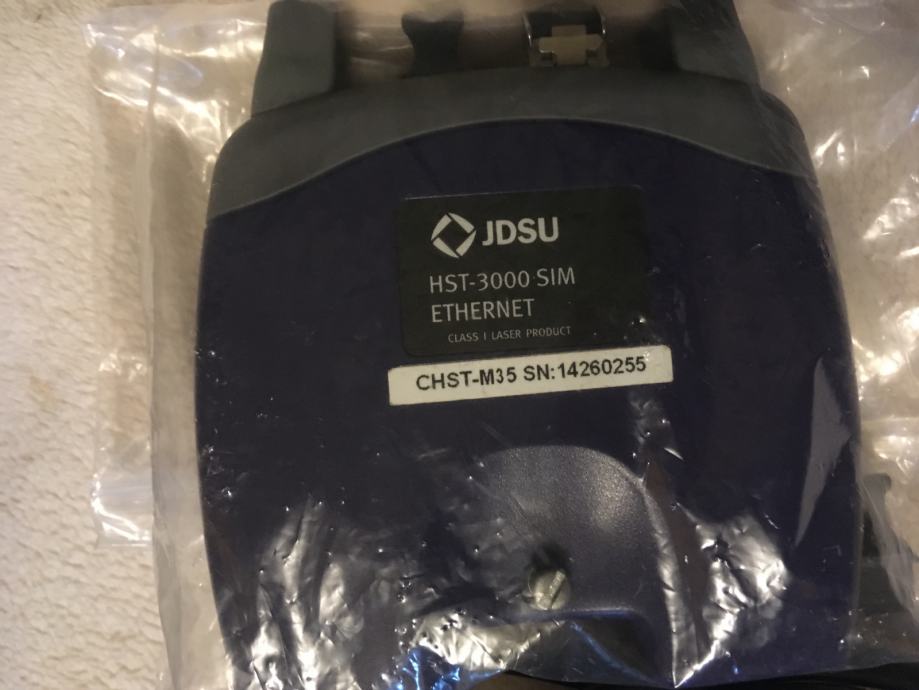 JDSU
HST-3000 SIM
ETHERNET
CLASS I LASER PRODUCT
CHST-M35 SN:14260255